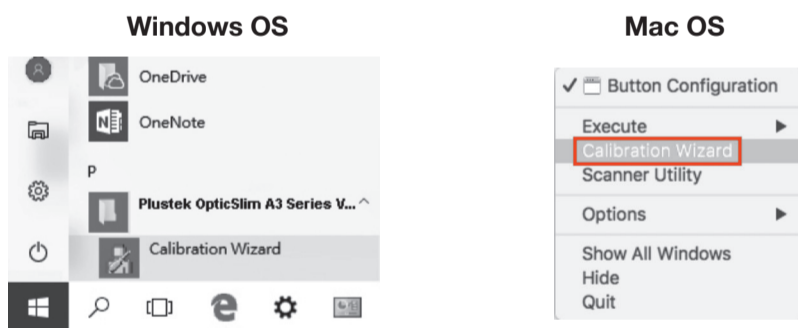 Windows OS
OneDrive
OneNote
P
Plustek OpticSlim A3 Series V...
Calibration Wizard
Mac OS
Button Configuration
Execute
Calibration Wizard
Scanner Utility
Options
Show All Windows
Hide
Quit